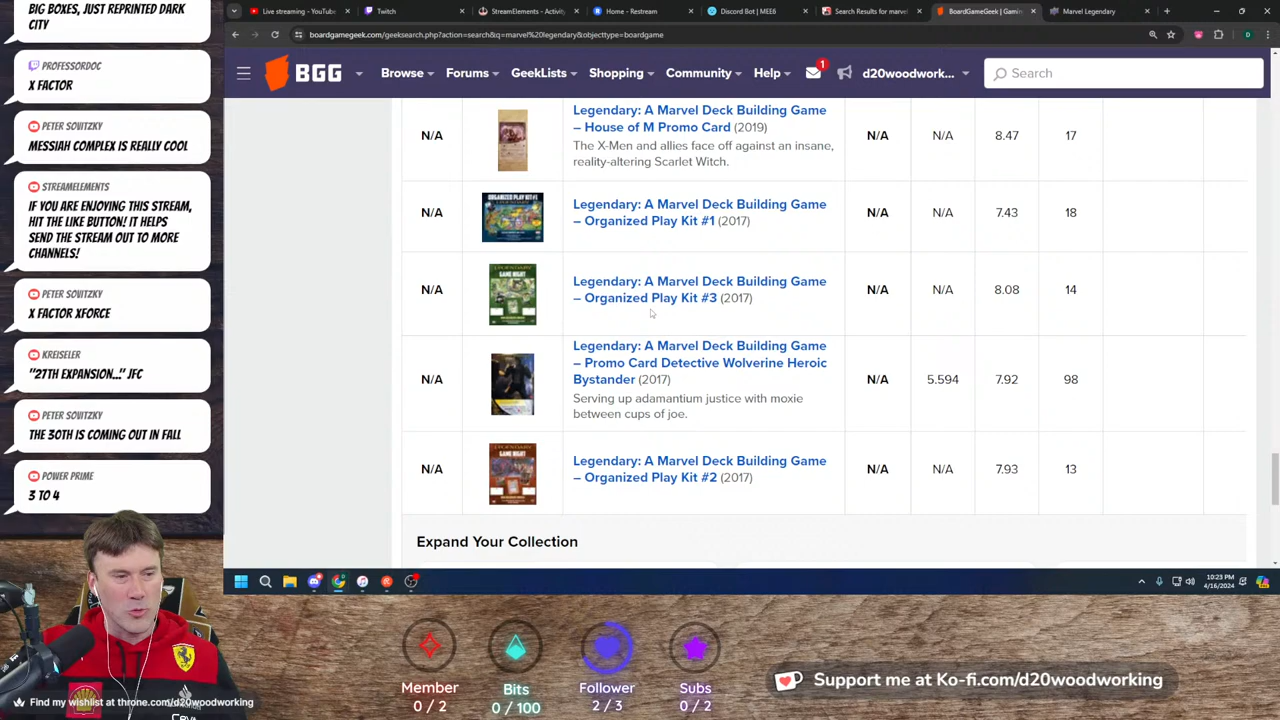 BIG BOXES, JUST REPRINTED DARK
CITY
PROFESSORDOC
X FACTOR
PETER SOVITZKY
MESSIAH COMPLEX IS REALLY COOL
STREAMELEMENTS
IF YOU ARE ENJOYING THIS STREAM,
HIT THE LIKE BUTTON! IT HELPS
SEND THE STREAM OUT TO MORE
CHANNELS!
PETER SOVITZKY
X FACTOR XFORCE
KREISELER
"27TH EXPANSION..." JFC
PETER SOVITZKY
THE 30TH IS COMING OUT IN FALL
POWER PRIME
3 TO 4
Find my wishlist at throne.com/d20woodworking
Live streaming - YouTube
Twitch
StreamElements - Activity
Home - Restream
Discord Bot | MEE6
Search Results for marvel
BoardGameGeek | Gamin
Marvel Legendary
boardgamegeek.com/geeksearch.php?action=search&q=marvel%20legendary&objecttype=boardgame
BGG
Browse
Forums
GeekLists
Shopping
Community
Help
1
d20woodwork...
Search
N/A
Legendary: A Marvel Deck Building Game
– House of M Promo Card (2019)
The X-Men and allies face off against an insane,
reality-altering Scarlet Witch.
N/A
N/A
8.47
17
N/A
Legendary: A Marvel Deck Building Game
– Organized Play Kit #1 (2017)
N/A
N/A
7.43
18
N/A
Legendary: A Marvel Deck Building Game
– Organized Play Kit #3 (2017)
N/A
N/A
8.08
14
N/A
Legendary: A Marvel Deck Building Game
– Promo Card Detective Wolverine Heroic
Bystander (2017)
Serving up adamantium justice with moxie
between cups of joe.
N/A
5.594
7.92
98
N/A
Legendary: A Marvel Deck Building Game
– Organized Play Kit #2 (2017)
N/A
N/A
7.93
13
Expand Your Collection
10:23 PM
4/16/2024
Member
0 / 2
Bits
0 / 100
Follower
2 / 3
Subs
0 / 2
Support me at Ko-fi.com/d20woodworking